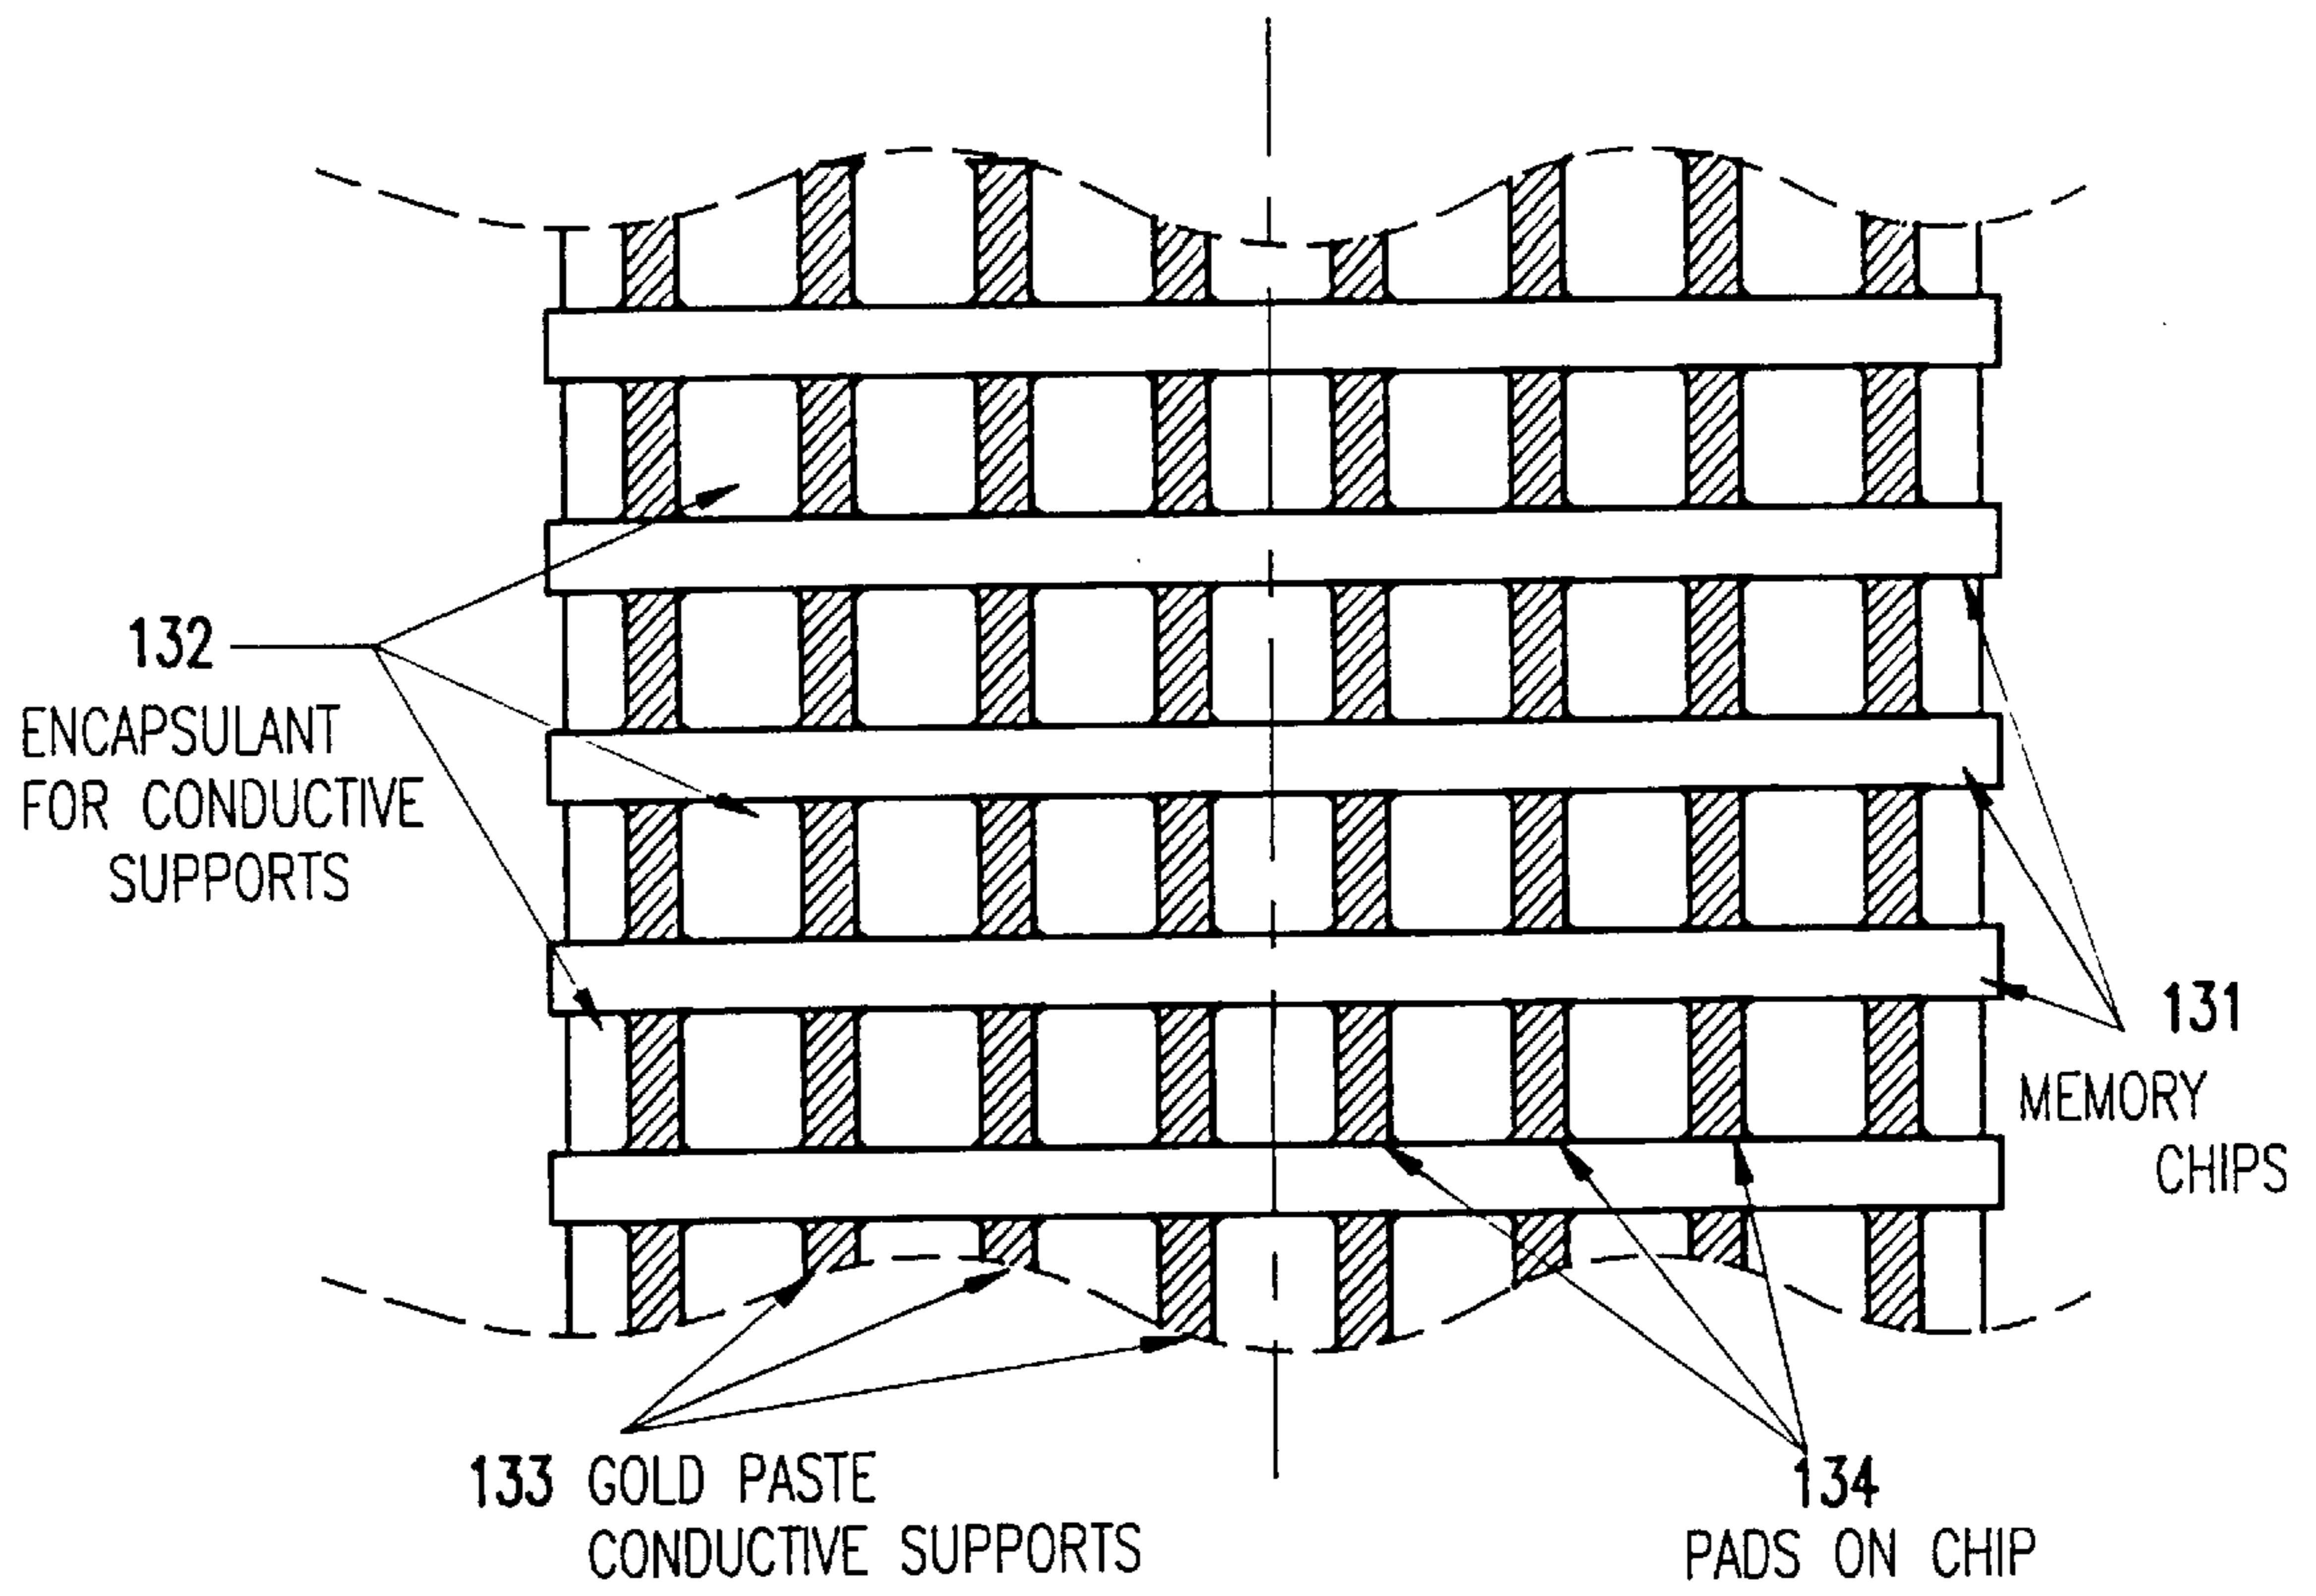 132
ENCAPSULANT
FOR CONDUCTIVE
SUPPORTS
131
MEMORY
CHIPS
133 GOLD PASTE
CONDUCTIVE SUPPORTS
134
PADS ON CHIP